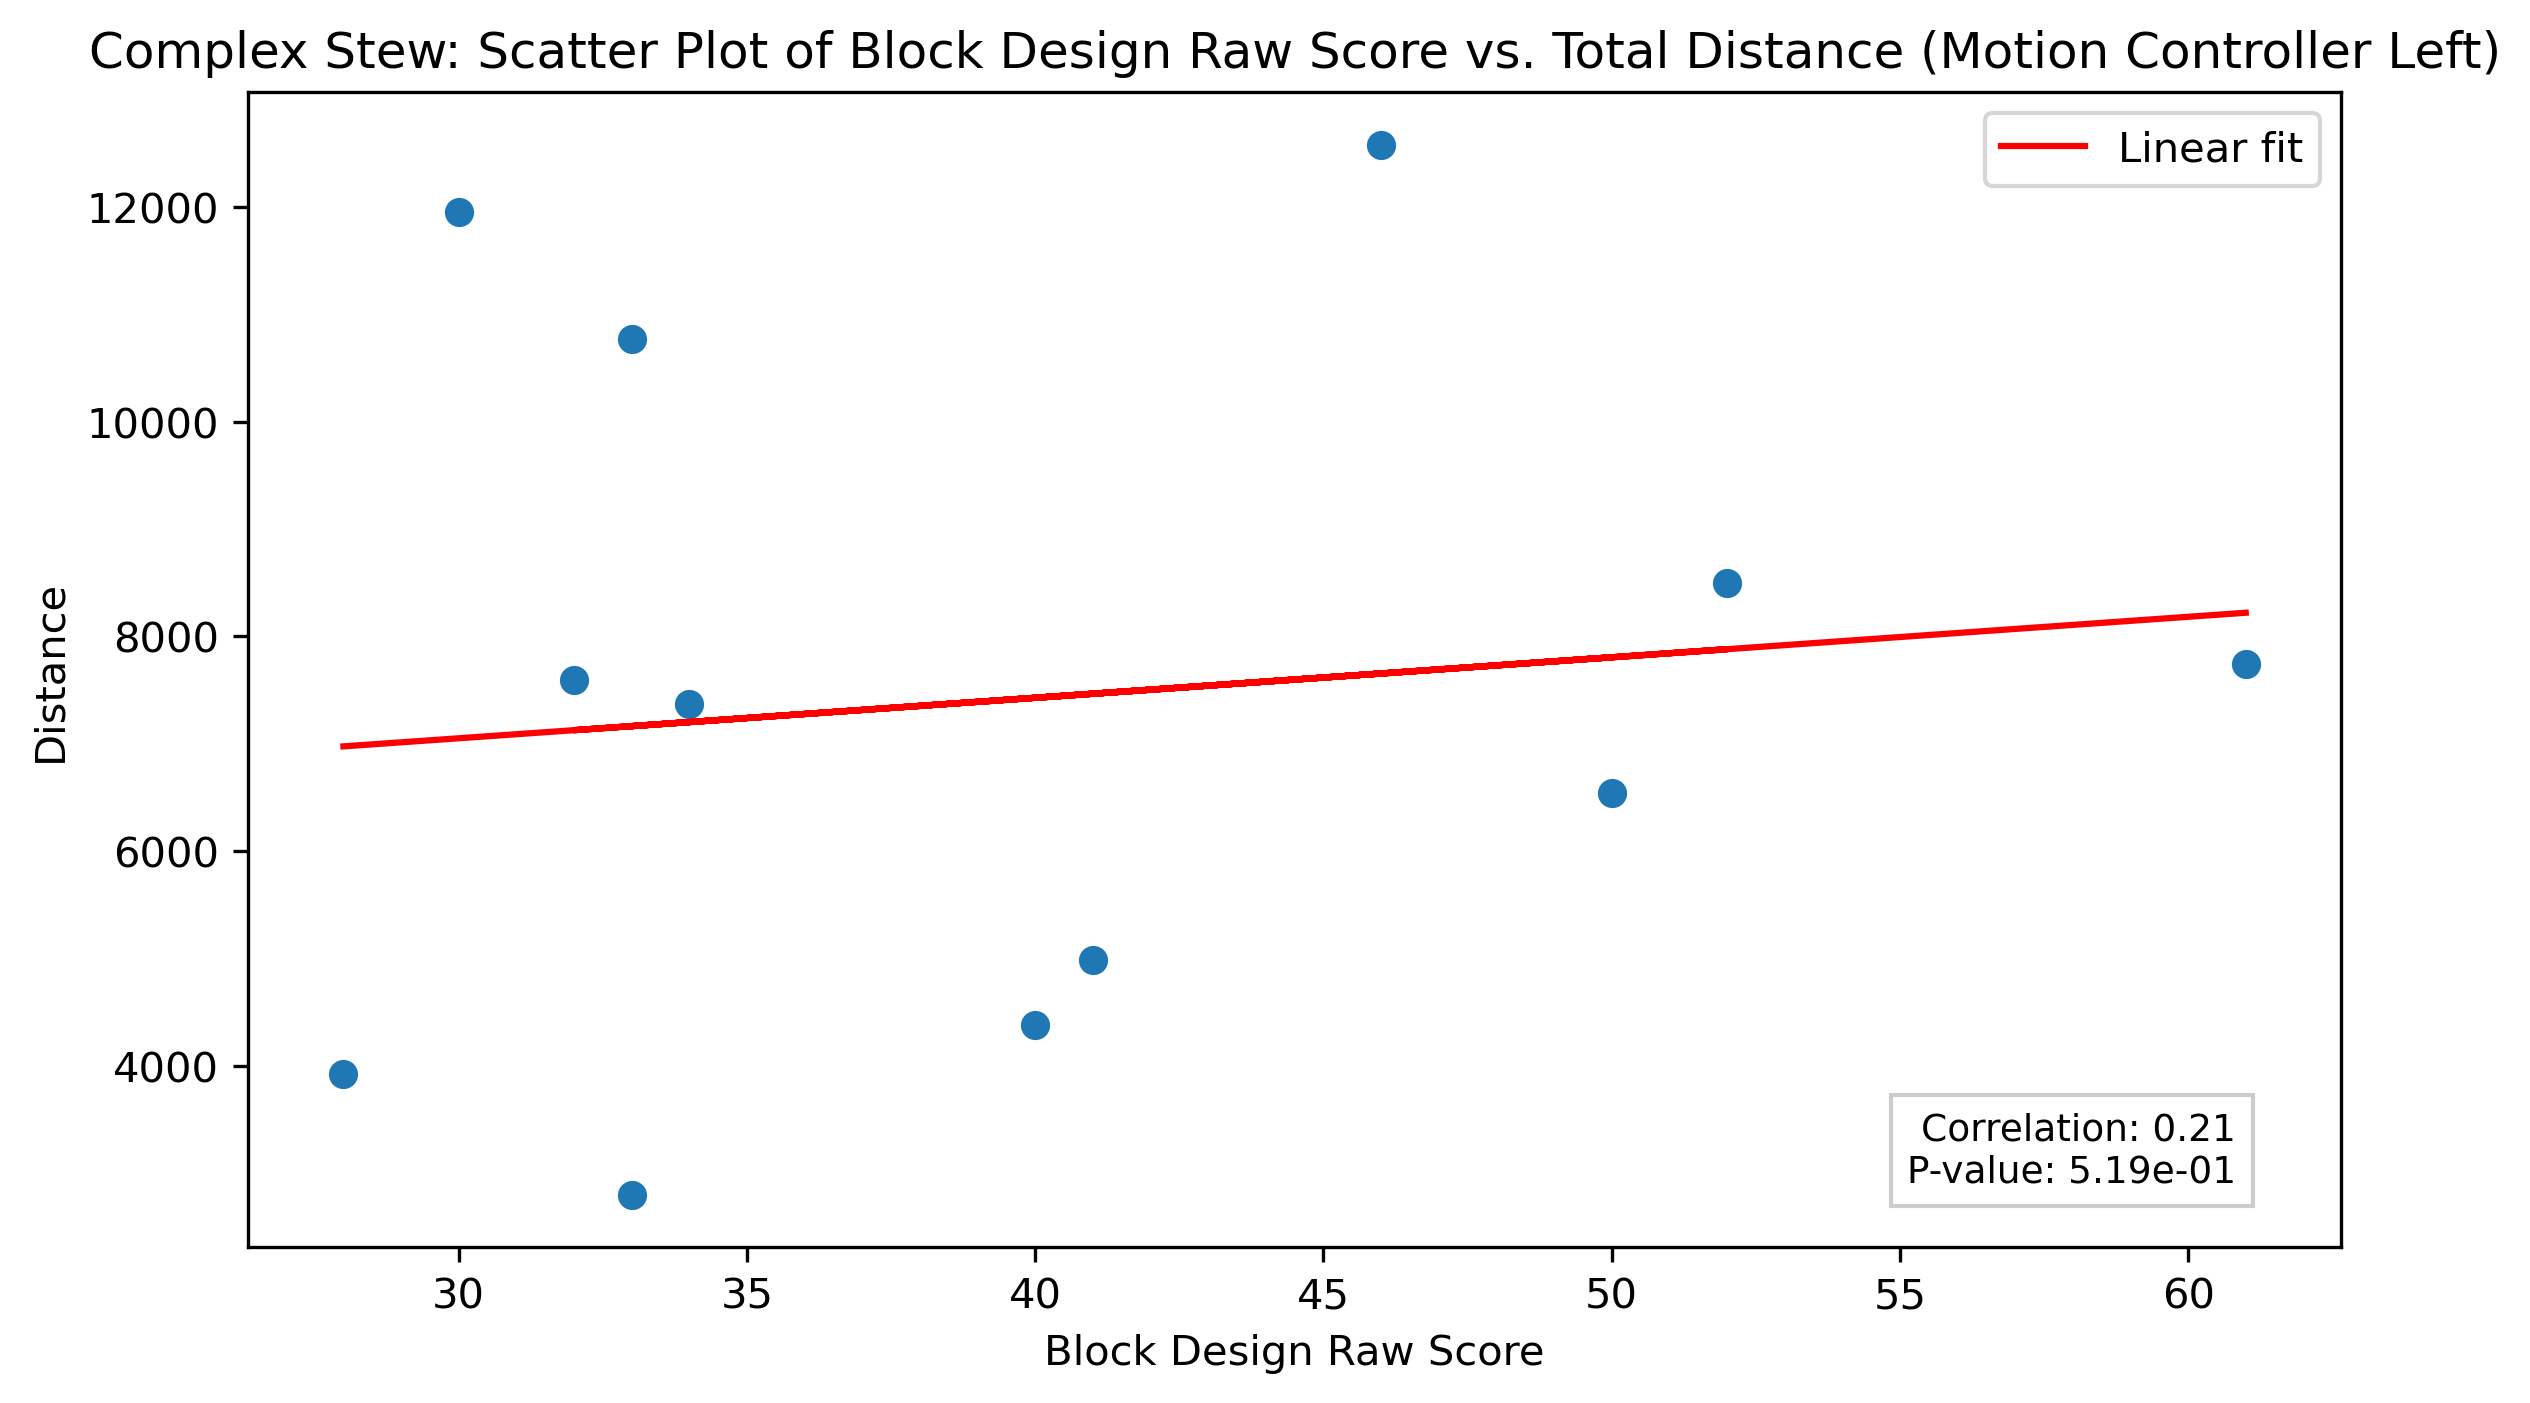 Complex Stew: Scatter Plot of Block Design Raw Score vs. Total Distance (Motion Controller Left)
Linear fit
12000
10000
8000
6000
4000
Distance
Correlation: 0.21
P-value: 5.19e-01
30 35 40 45 50 55 60
Block Design Raw Score